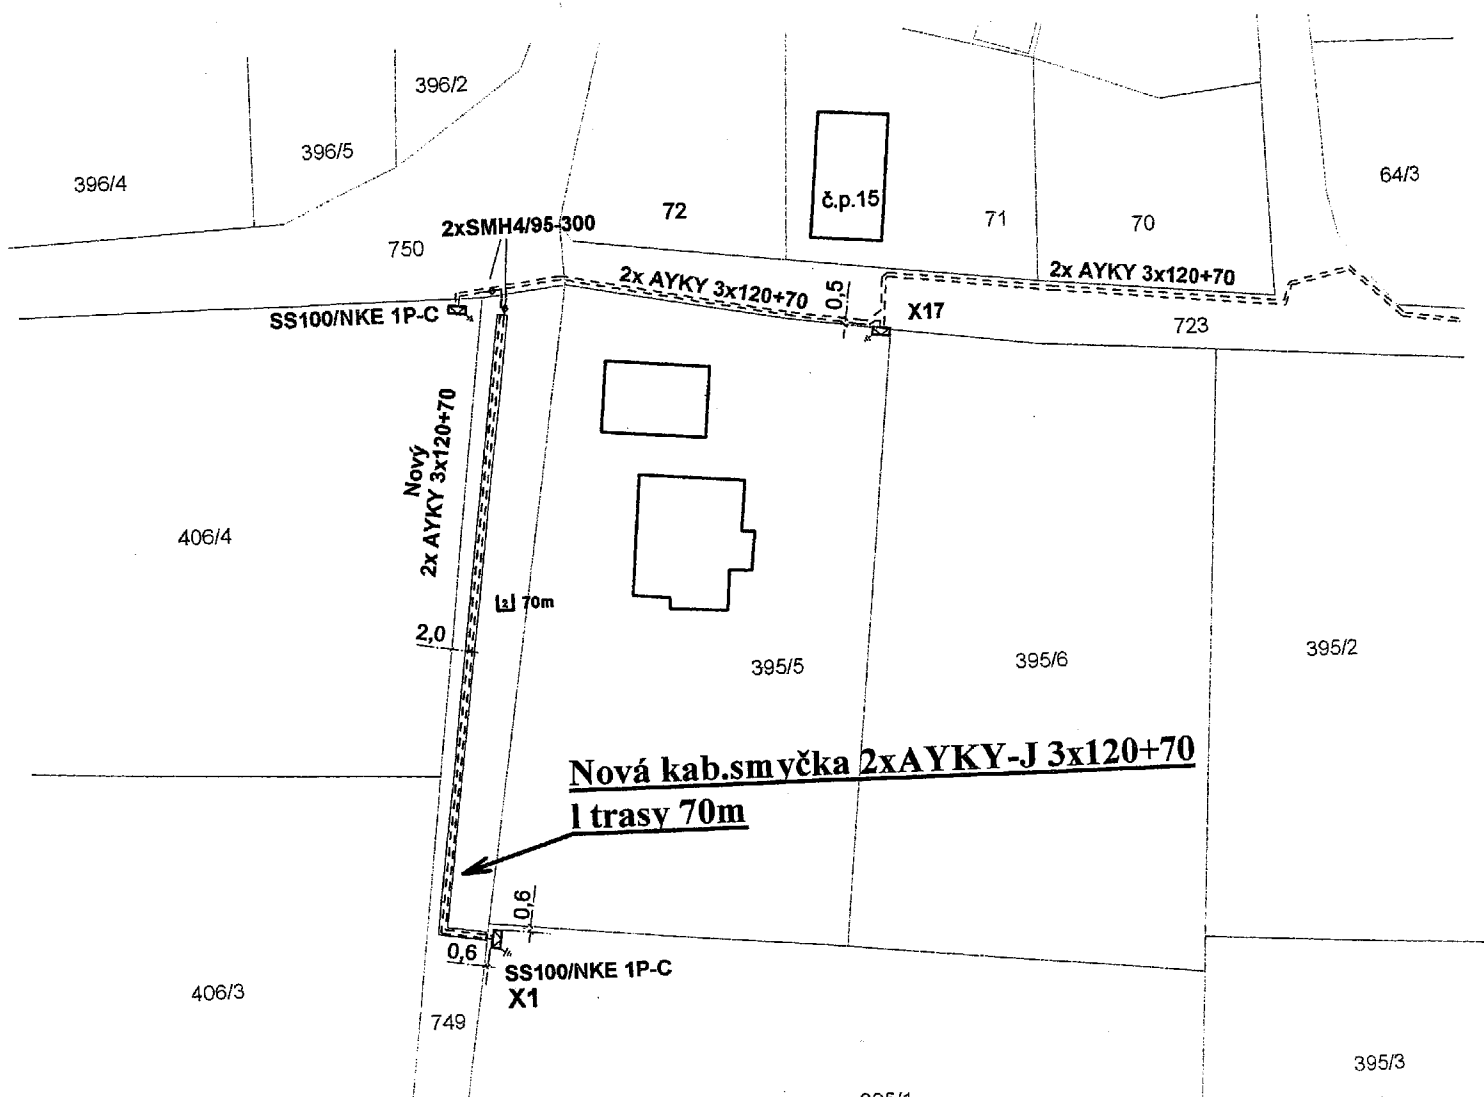 396/2
396/5
396/4
64/3
č.p.15
72
71
70
2xSMH4/95-300
750
2x AYKY 3x120+70
2x AYKY 3x120+70
0,5
X17
SS100/NKE 1P-C
723
Nový
2x AYKY 3x120+70
406/4
2 70m
2,0
395/5
395/6
395/2
Nová kab.smyčka 2xAYKY-J 3x120+70
l trasy 70m
0,6
0,6
SS100/NKE 1P-C
X1
406/3
749
395/3